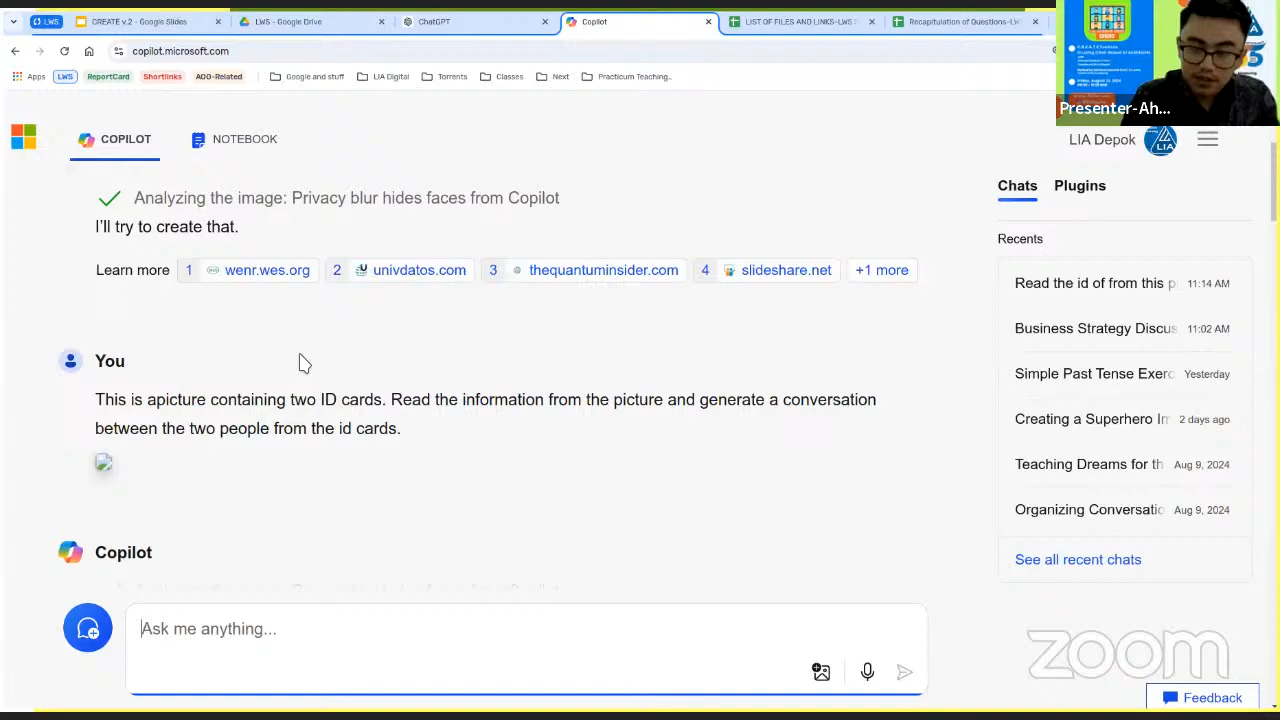 LWS
CREATE v.2 - Google Slides
LWS - Google Drive
ChatGPT
Copilot
LIST OF FILES AND LINKS-LWS
Recapitulation of Questions-LW
copilot.microsoft.com
Apps
LWS
ReportCard
Shortlinks
AOO-Related
Google and stuff
LIA Digital
Torrents
Classes
Next
Practicum Teaching...
Presenter-Ah...
COPILOT
NOTEBOOK
LIA Depok
LIA
Analyzing the image: Privacy blur hides faces from Copilot
I'll try to create that.
Learn more 1 wenr.wes.org 2 univdatos.com 3 thequantuminsider.com 4 slideshare.net +1 more
You
This is apicture containing two ID cards. Read the information from the picture and generate a conversation
between the two people from the id cards.
Copilot
Ask me anything...
Chats
Plugins
Recents
Read the id of from this p 11:14 AM
Business Strategy Discus 11:02 AM
Simple Past Tense Exerc Yesterday
Creating a Superhero Im 2 days ago
Teaching Dreams for th Aug 9, 2024
Organizing Conversatio Aug 9, 2024
See all recent chats
zoom
Feedback